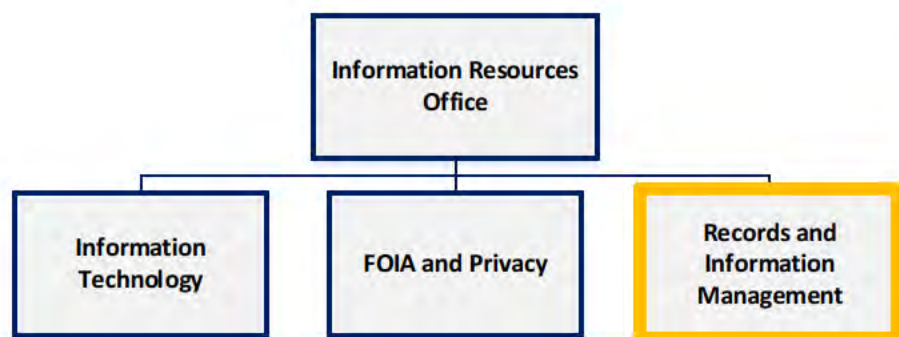 Information Resources
Office
Information
Technology
FOIA and Privacy
Records and
Information
Management